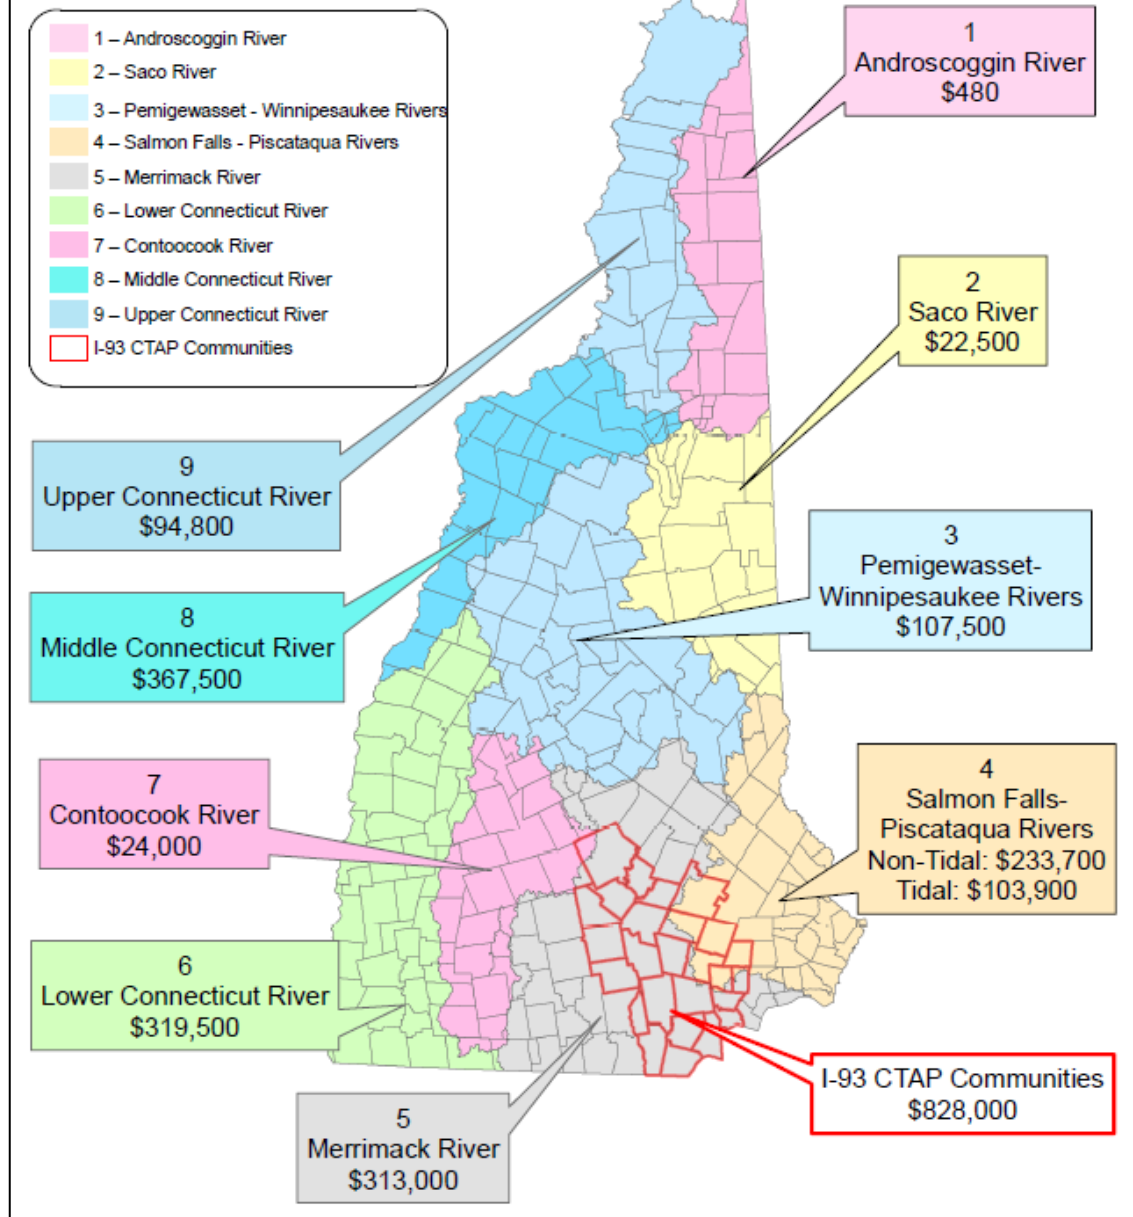 1 – Androscoggin River
2 – Saco River
3 – Pemigewasset - Winnipesaukee Rivers
4 – Salmon Falls - Piscataqua Rivers
5 – Merrimack River
6 – Lower Connecticut River
7 – Contoocook River
8 – Middle Connecticut River
9 – Upper Connecticut River
I-93 CTAP Communities
1
Androscoggin River
$480
2
Saco River
$22,500
9
Upper Connecticut River
$94,800
3
Pemigewasset-
Winnipesaukee Rivers
$107,500
8
Middle Connecticut River
$367,500
7
Contoocook River
$24,000
4
Salmon Falls-
Piscataqua Rivers
Non-Tidal: $233,700
Tidal: $103,900
6
Lower Connecticut River
$319,500
I-93 CTAP Communities
$828,000
5
Merrimack River
$313,000